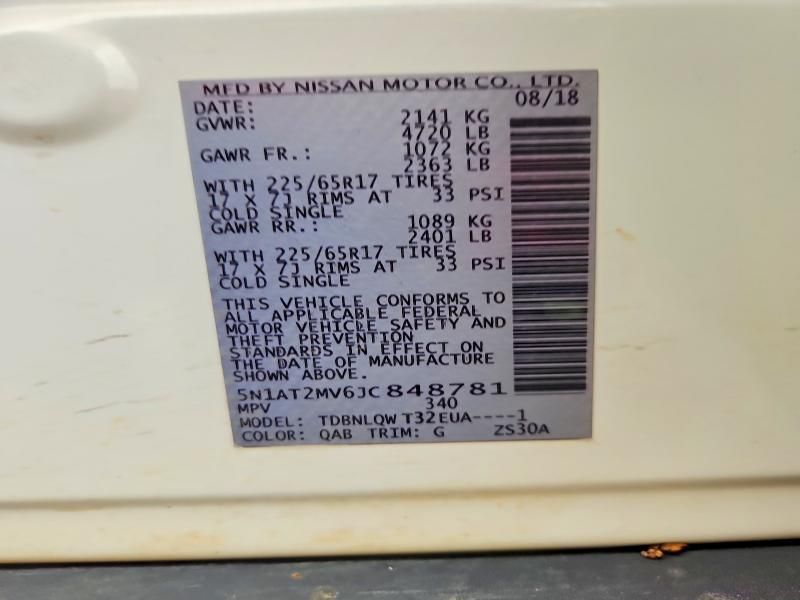 MFD BY NISSAN MOTOR CO., LTD.
DATE: 08/18
GVWR: 2141 KG
4720 LB
GAWR FR.: 1072 KG
2363 LB
WITH 225/65R17 TIRES
17 X 7J RIMS AT 33 PSI
COLD SINGLE
GAWR RR.: 1089 KG
2401 LB
WITH 225/65R17 TIRES
17 X 7J RIMS AT 33 PSI
COLD SINGLE
THIS VEHICLE CONFORMS TO
ALL APPLICABLE FEDERAL
MOTOR VEHICLE SAFETY AND
THEFT PREVENTION
STANDARDS IN EFFECT ON
THE DATE OF MANUFACTURE
SHOWN ABOVE.
5N1AT2MV6JC848781
MPV 340
MODEL: TDBNLQW T32EUA----1
COLOR: QAB TRIM: G ZS30A